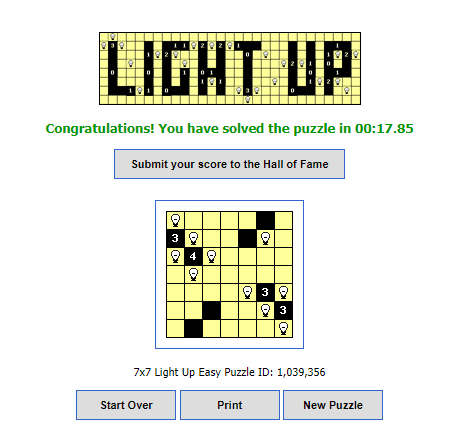 LIGHT UP
Congratulations! You have solved the puzzle in 00:17.85
Submit your score to the Hall of Fame
3
4
3
3
7x7 Light Up Easy Puzzle ID: 1,039,356
Start Over Print New Puzzle